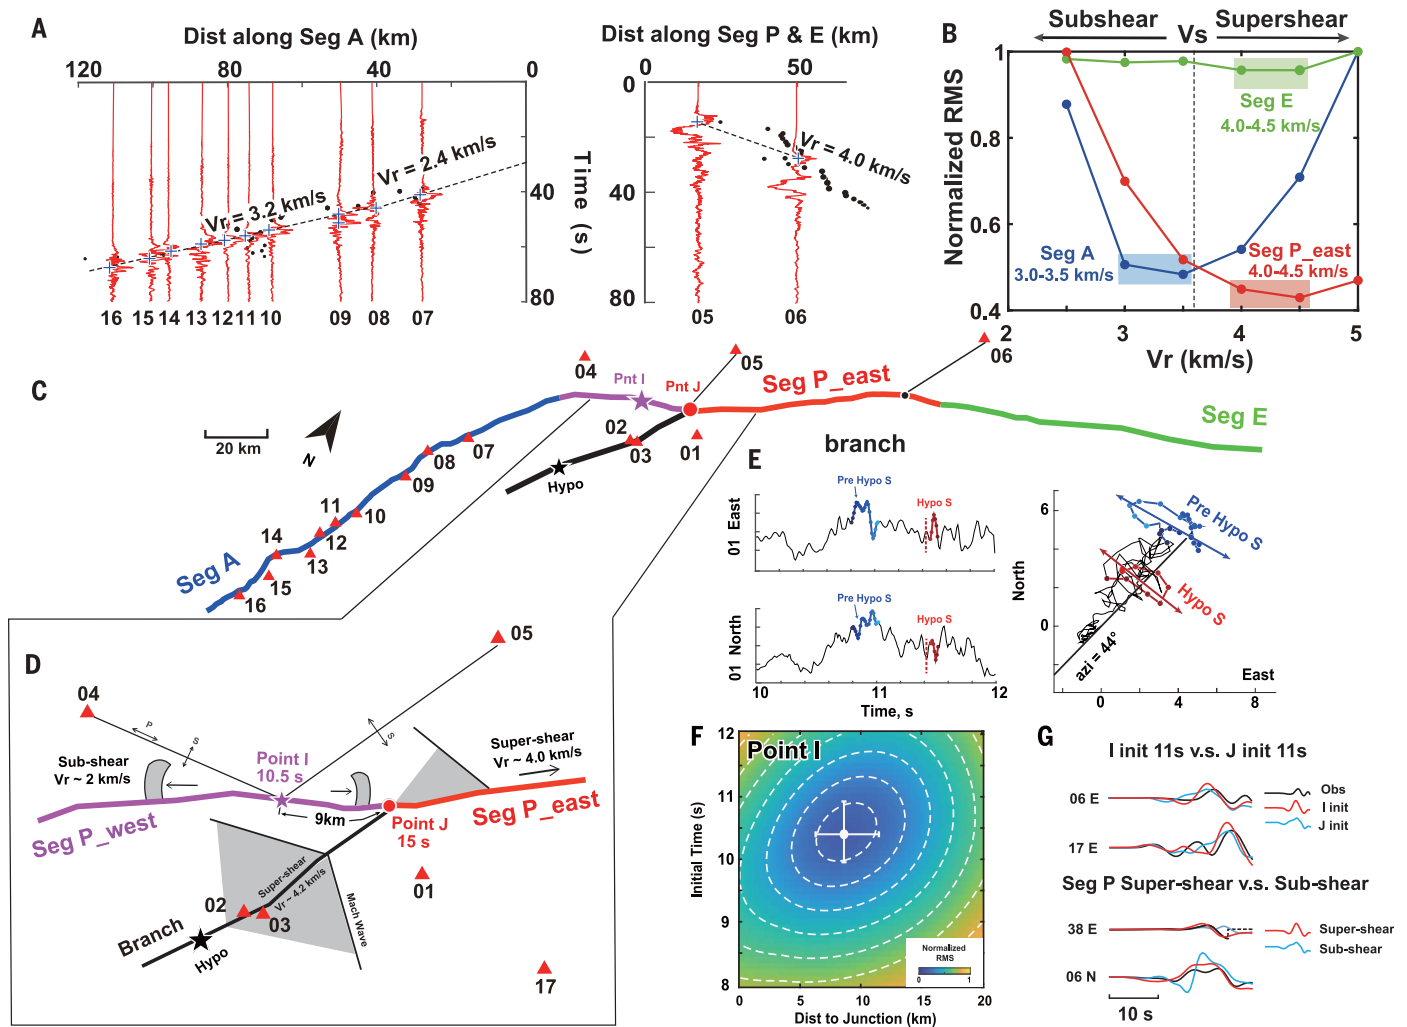 A
Dist along Seg A (km)
120
80
40
0
Vr = 2.4 km/s
Vr = 3.2 km/s
40
80
Time (s)
16
15
14
13
12
11
10
09
08
07
Dist along Seg P & E (km)
0
50
0
40
80
Vr = 4.0 km/s
05
06
B
Subshear Vs Supershear
Normalized RMS
1
0.8
0.6
0.4
Seg E
4.0-4.5 km/s
Seg A
3.0-3.5 km/s
Seg P_east
4.0-4.5 km/s
2
3
4
5
Vr (km/s)
C
04
Pnt I
Pnt J
05
Seg P_east
06
Seg E
20 km
N
02
03
01
Hypo
07
08
09
10
11
12
13
14
15
16
Seg A
D
04
05
P
S
S
Sub-shear
Vr ~ 2 km/s
Point I
10.5 s
Super-shear
Vr ~ 4.0 km/s
Seg P_west
9km
Point J
15 s
Seg P_east
Super-shear
Vr ~ 4.2 km/s
Mach Wave
01
02
03
Branch
Hypo
17
E
branch
01 East
Pre Hypo S
Hypo S
01 North
Pre Hypo S
Hypo S
10
11
12
Time, s
North
6
4
0
Pre Hypo S
Hypo S
azi = 44°
East
0
4
8
F
Point I
Initial Time (s)
12
11
10
9
8
Normalized
RMS
0
1
0
5
10
15
20
Dist to Junction (km)
G
I init 11s v.s. J init 11s
06 E
Obs
I init
J init
17 E
Seg P Super-shear v.s. Sub-shear
38 E
Super-shear
Sub-shear
06 N
10 s